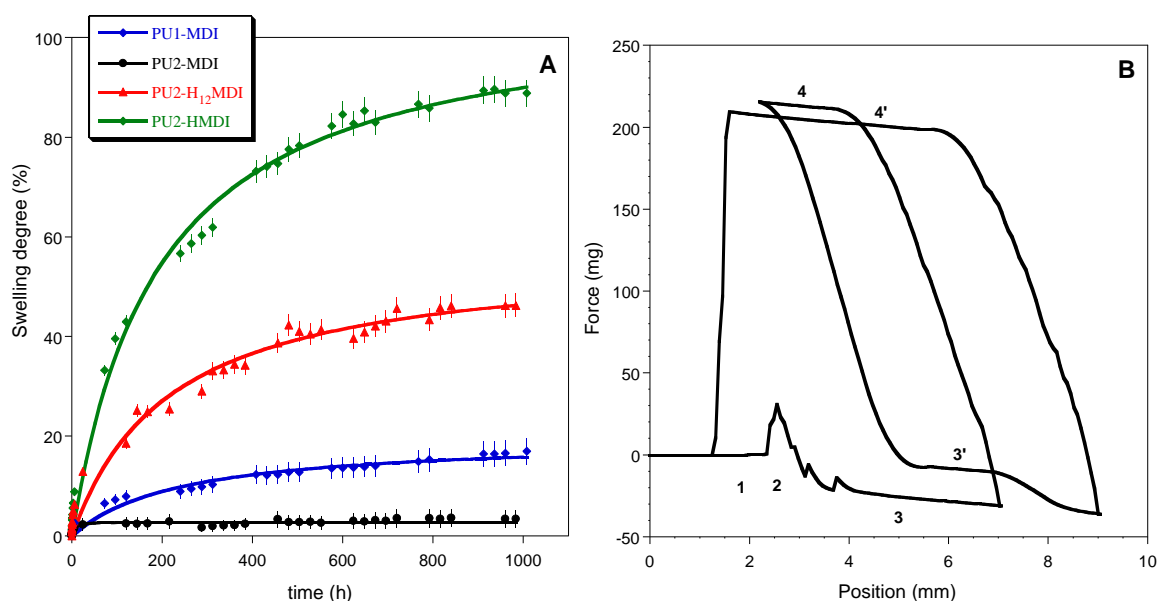 PU1-MDI
PU2-MDI
PU2-H12MDI
PU2-HMDI
A
100
80
60
40
20
0
Swelling degree (%)
0 200 400 600 800 1000
time (h)
B
250
200
150
100
50
0
-50
Force (mg)
4
4'
3'
1
2
3
0 2 4 6 8 10
Position (mm)